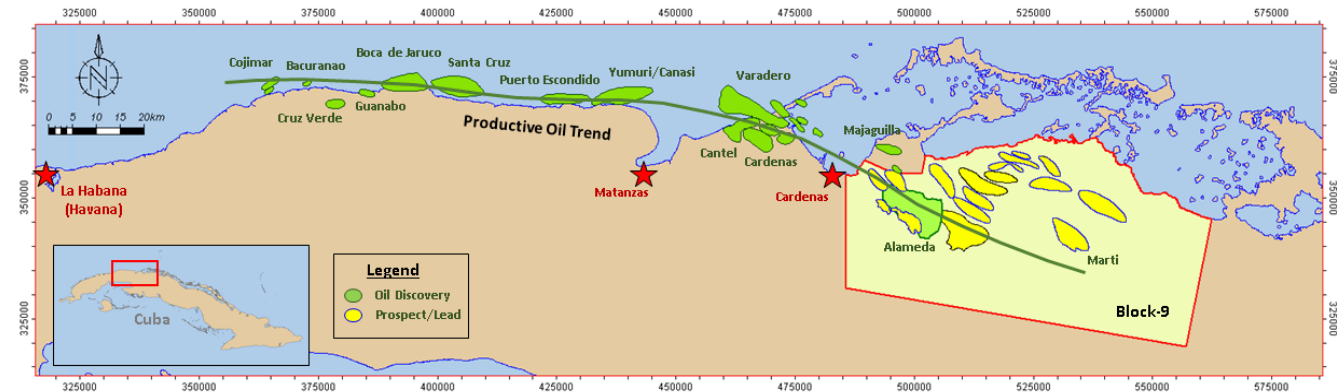 325000 350000 375000 400000 425000 450000 475000 500000 525000 550000 575000
375000
350000
325000
375000
350000
325000
N
0 5 10 15 20km
Cojimar
Bacuranao
Boca de Jaruco
Santa Cruz
Puerto Escondido
Yumuri/Canasi
Varadero
Guanabo
Cruz Verde
Productive Oil Trend
Majaguilla
Cantel
Cardenas
La Habana
(Havana)
Matanzas
Cardenas
Alameda
Marti
Block-9
Cuba
Legend
Oil Discovery
Prospect/Lead
325000 350000 375000 400000 425000 450000 475000 500000 525000 550000 575000